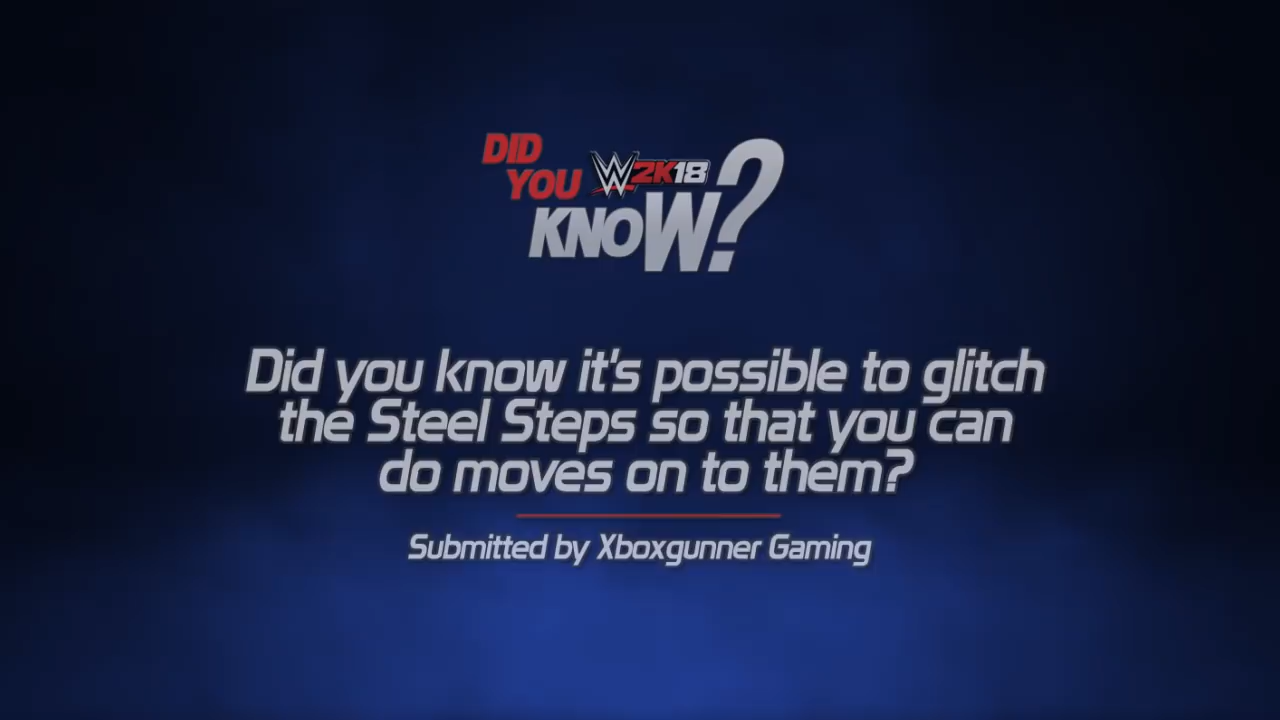 DID
YOU W 2K18
KNOW?
Did you know it's possible to glitch
the Steel Steps so that you can
do moves on to them?
Submitted by Xboxgunner Gaming